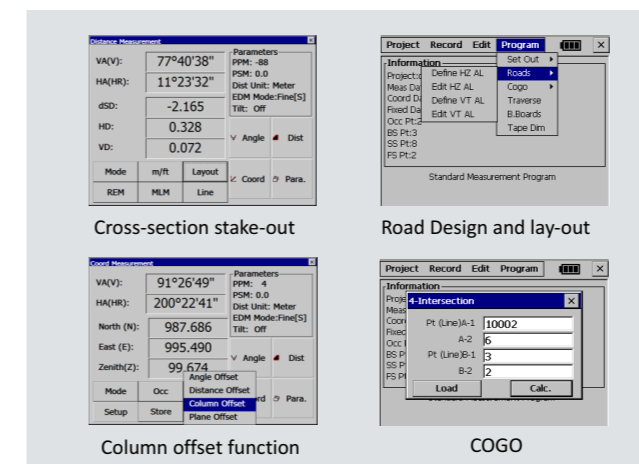 Distance Measurement
VA(V): 77°40'38"
HA(HR): 11°23'32"
dSD: -2.165
HD: 0.328
VD: 0.072
Parameters
PPM: -88
PSM: 0.0
Dist Unit: Meter
EDM Mode:Fine[S]
Tilt: Off
Angle Dist
Coord Para.
Mode m/ft Layout
REM MLM Line
Cross-section stake-out
Project Record Edit Program
Information
Project:
Meas Da
Coord Da
Fixed Da
Occ Pt:2
BS Pt:3
SS Pt:8
FS Pt:2
Define HZ AL
Edit HZ AL
Define VT AL
Edit VT AL
Set Out
Roads
Cogo
Traverse
B.Boards
Tape Dim
Standard Measurement Program
Road Design and lay-out
Coord Measurement
VA(V): 91°26'49"
HA(HR): 200°22'41"
North (N): 987.686
East (E): 995.490
Zenith(Z): 99.674
Parameters
PPM: 4
PSM: 0.0
Dist Unit: Meter
EDM Mode:Fine[S]
Tilt: Off
Angle Dist
Para.
Mode Occ
Setup Store
Angle Offset
Distance Offset
Column Offset
Plane Offset
Column offset function
Project Record Edit Program
Information
4-Intersection
Pt (Line)A-1 10002
A-2 6
Pt (Line)B-1 3
B-2 2
Load Calc.
COGO